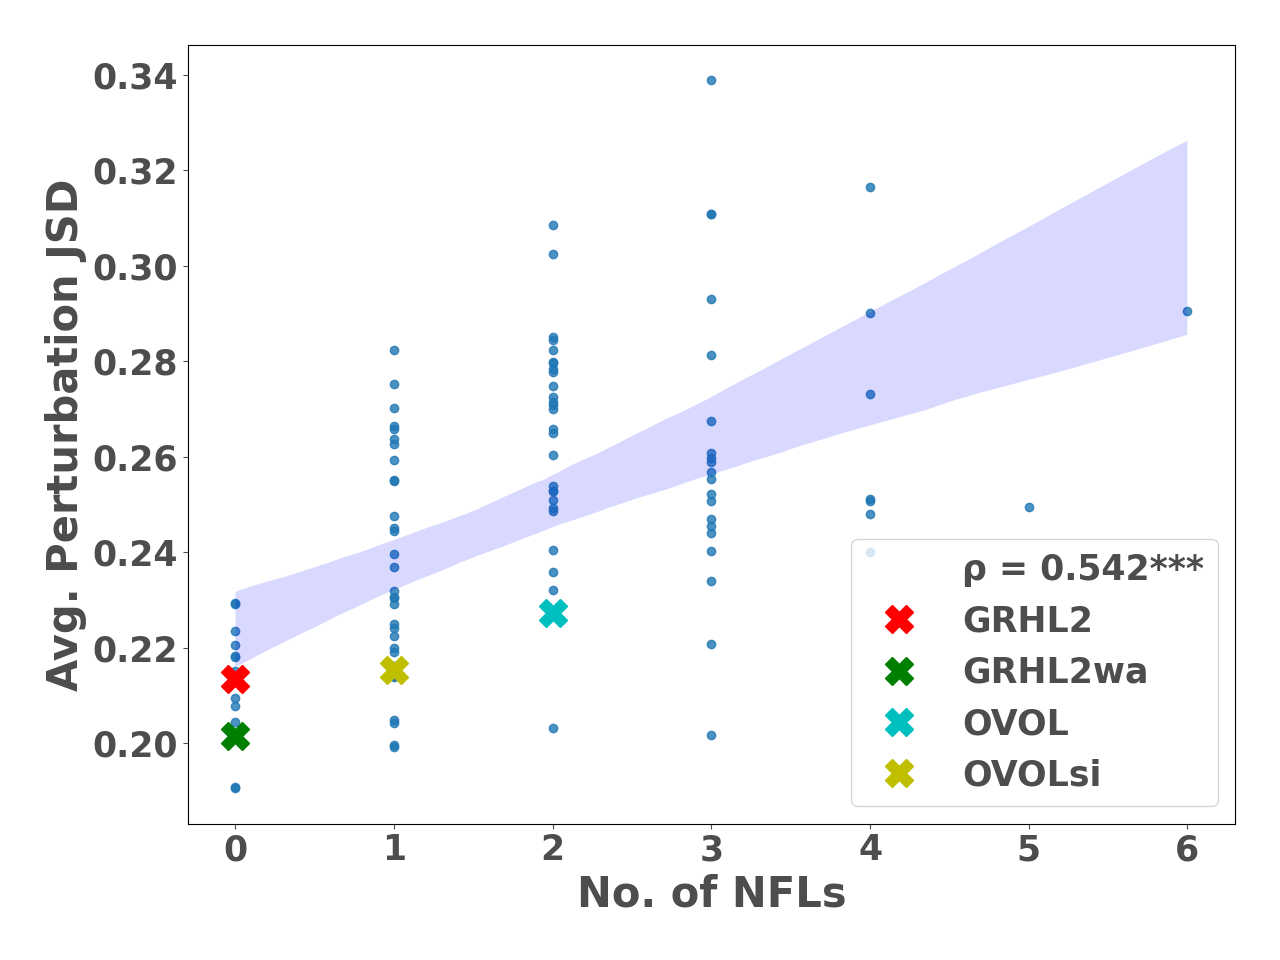 Avg. Perturbation JSD
0.34
0.32
0.30
0.28
0.26
0.24
0.22
0.20
ρ = 0.542***
GRHL2
GRHL2wa
OVOL
OVOLsi
0 1 2 3 4 5 6
No. of NFLs